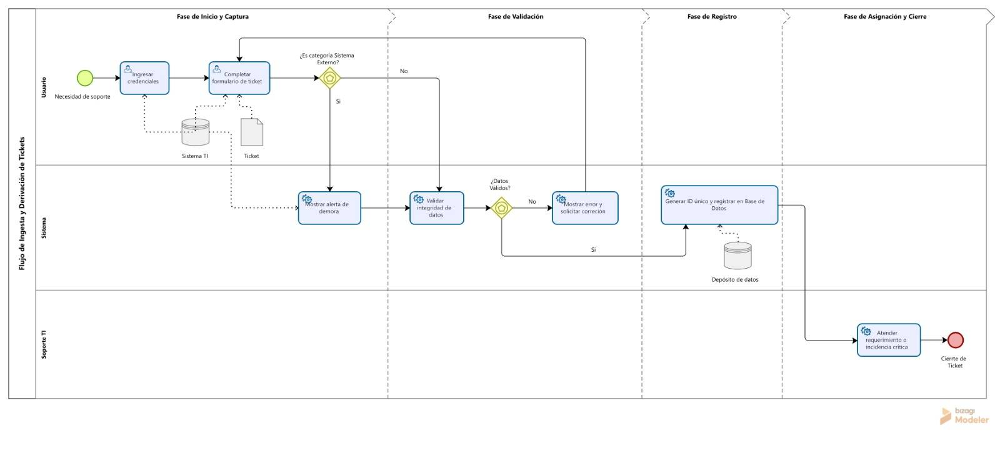 Fase de Inicio y Captura
Fase de Validación
Fase de Registro
Fase de Asignación y Cierre
Flujo de Ingesta y Derivación de Tickets
Usuario
Necesidad de soporte
Ingresar
credenciales
Completar
formulario de ticket
¿Es categoría Sistema
Externo?
No
Si
Sistema TI
Ticket
Sistema
Mostrar alerta de
demora
Validar
integridad de
datos
¿Datos
Válidos?
No
Mostrar error y
solicitar correción
Si
Generar ID único y registrar en Base de
Datos
Depósito de datos
Soporte TI
Atender
requerimiento o
incidencia crítica
Cierrte de
Ticket
bizagi
Modeler